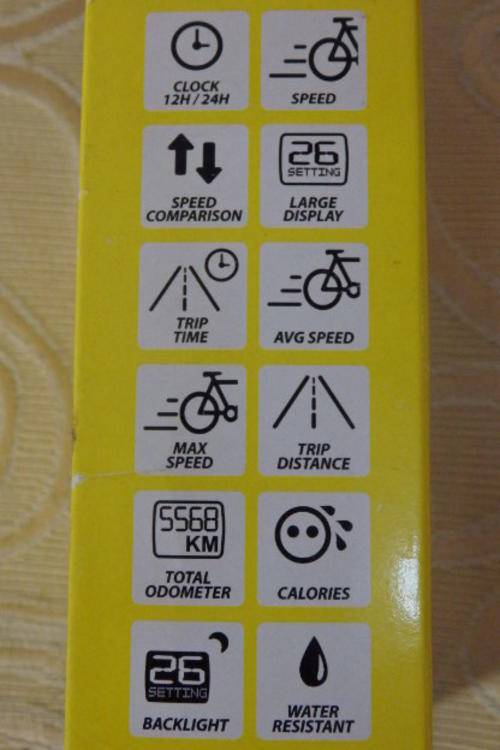 CLOCK
12H / 24H
SPEED
SPEED
COMPARISON
26
SETTING
LARGE
DISPLAY
TRIP
TIME
AVG SPEED
MAX
SPEED
TRIP
DISTANCE
5568
KM
TOTAL
ODOMETER
CALORIES
26
SETTING
BACKLIGHT
WATER
RESISTANT